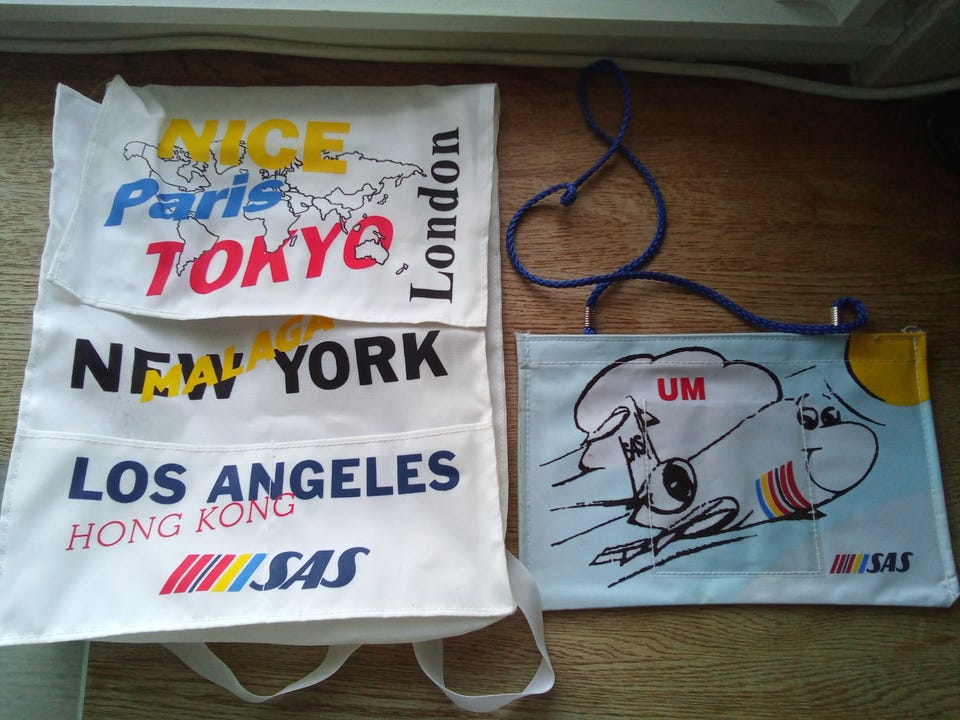 NICE
Paris
TOKYO
London
MALAGA
NEW YORK
LOS ANGELES
HONG KONG
SAS
UM
SAS
SAS